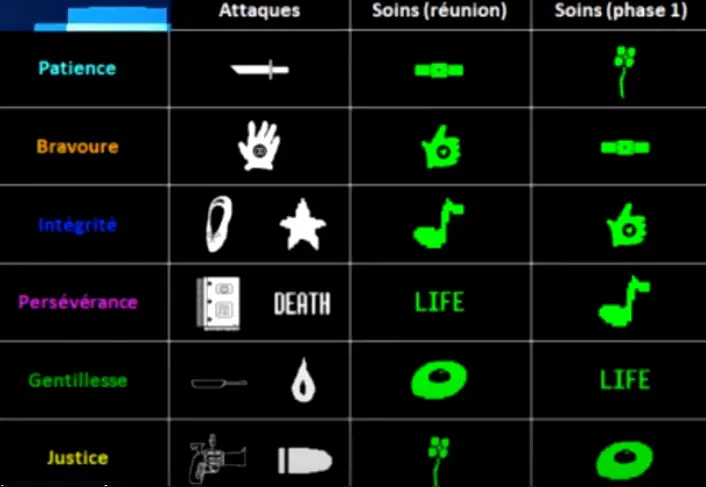 Attaques Soins (réunion) Soins (phase 1)
Patience
Bravoure
Intégrité
Persévérance DEATH LIFE
Gentillesse LIFE
Justice